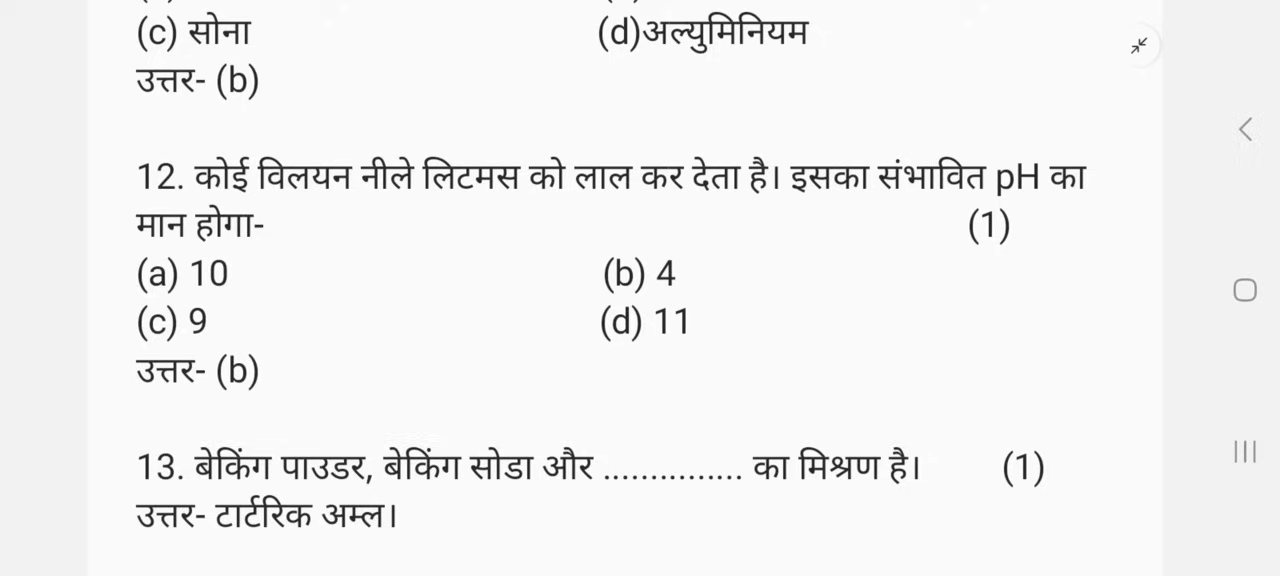 (c) सोना (d)अल्युमिनियम
उत्तर- (b)
12. कोई विलयन नीले लिटमस को लाल कर देता है। इसका संभावित pH का
मान होगा- (1)
(a) 10 (b) 4
(c) 9 (d) 11
उत्तर- (b)
13. बेकिंग पाउडर, बेकिंग सोडा और ............... का मिश्रण है। (1)
उत्तर- टार्टरिक अम्ल।